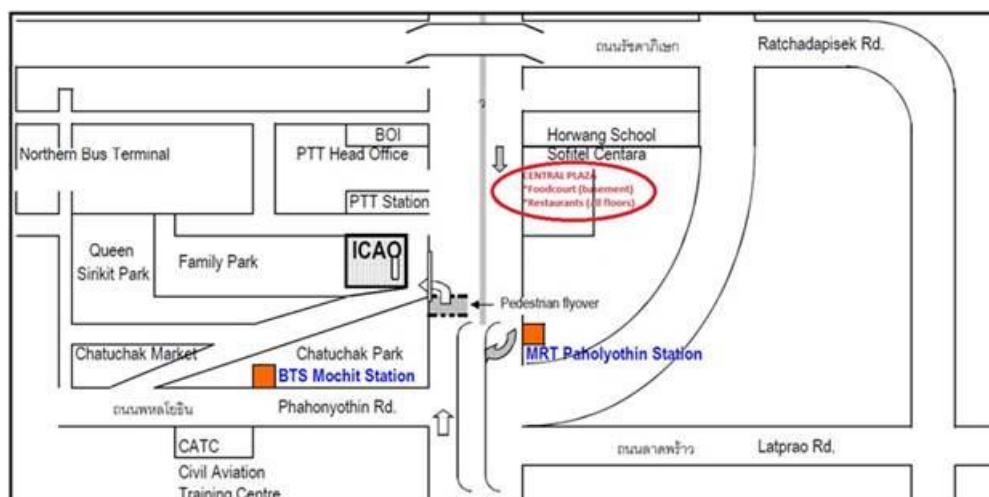 ถนนรัชดาภิเษก
Ratchadapisek Rd.
BOI
Horwang School
Northern Bus Terminal
PTT Head Office
Sofitel Centara
CENTRAL PLAZA
*Foodcourt (basement)
*Restaurants (all floors)
PTT Station
ICAO
Queen
Sirikit Park
Family Park
Pedestrian flyover
Chatuchak Market
Chatuchak Park
MRT Paholyothin Station
BTS Mochit Station
ถนนพหลโยธิน
Phahonyothin Rd.
CATC
ถนนลาดพร้าว
Latprao Rd.
Civil Aviation
Training Centre